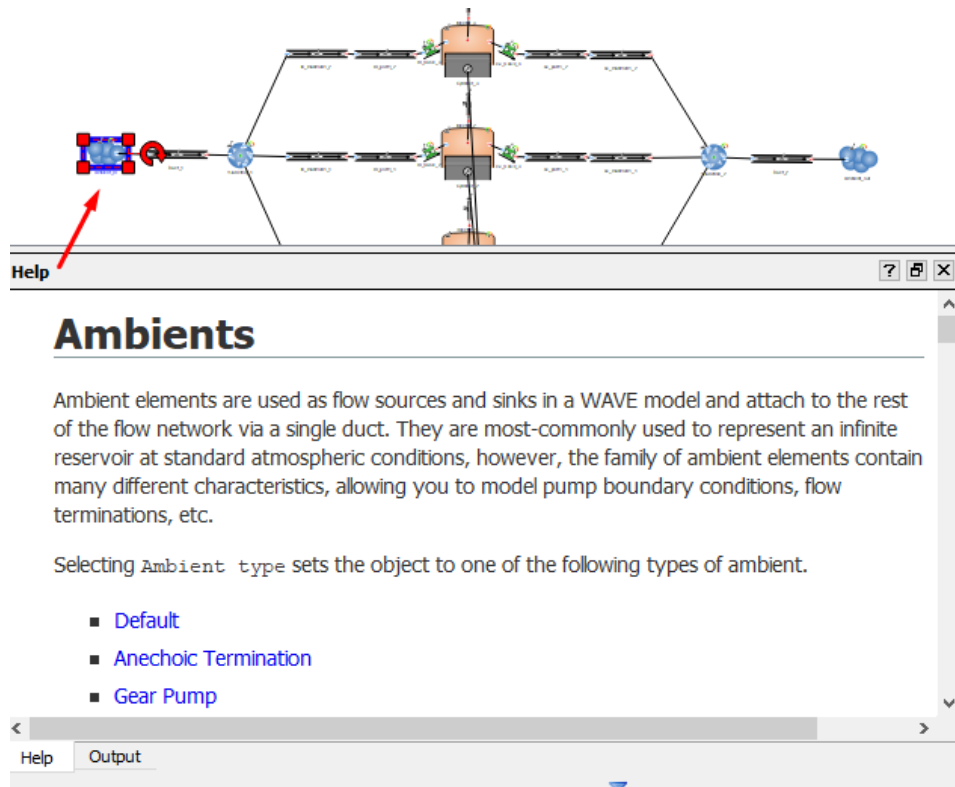 Help
Ambients
Ambient elements are used as flow sources and sinks in a WAVE model and attach to the rest
of the flow network via a single duct. They are most-commonly used to represent an infinite
reservoir at standard atmospheric conditions, however, the family of ambient elements contain
many different characteristics, allowing you to model pump boundary conditions, flow
terminations, etc.
Selecting Ambient type sets the object to one of the following types of ambient.
Default
Anechoic Termination
Gear Pump
Help
Output